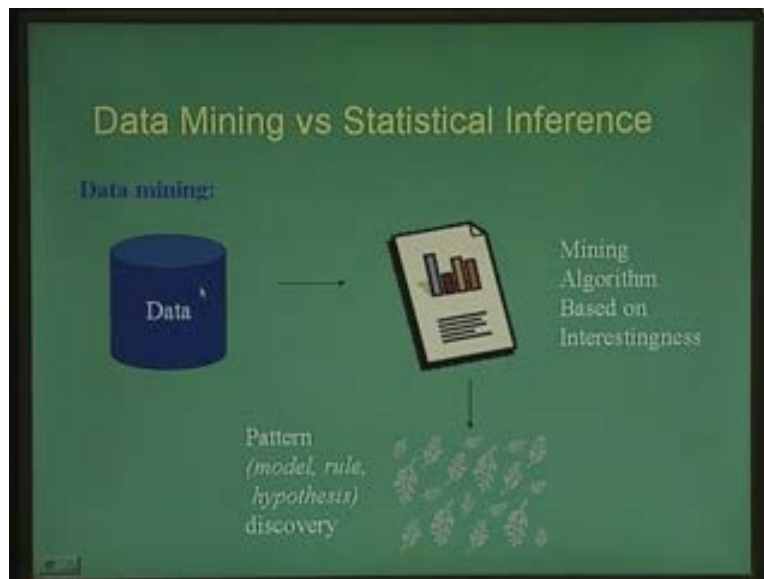 Data Mining vs Statistical Inference
Data mining:
Data
Mining
Algorithm
Based on
Interestingness
Pattern
(model, rule,
hypothesis)
discovery